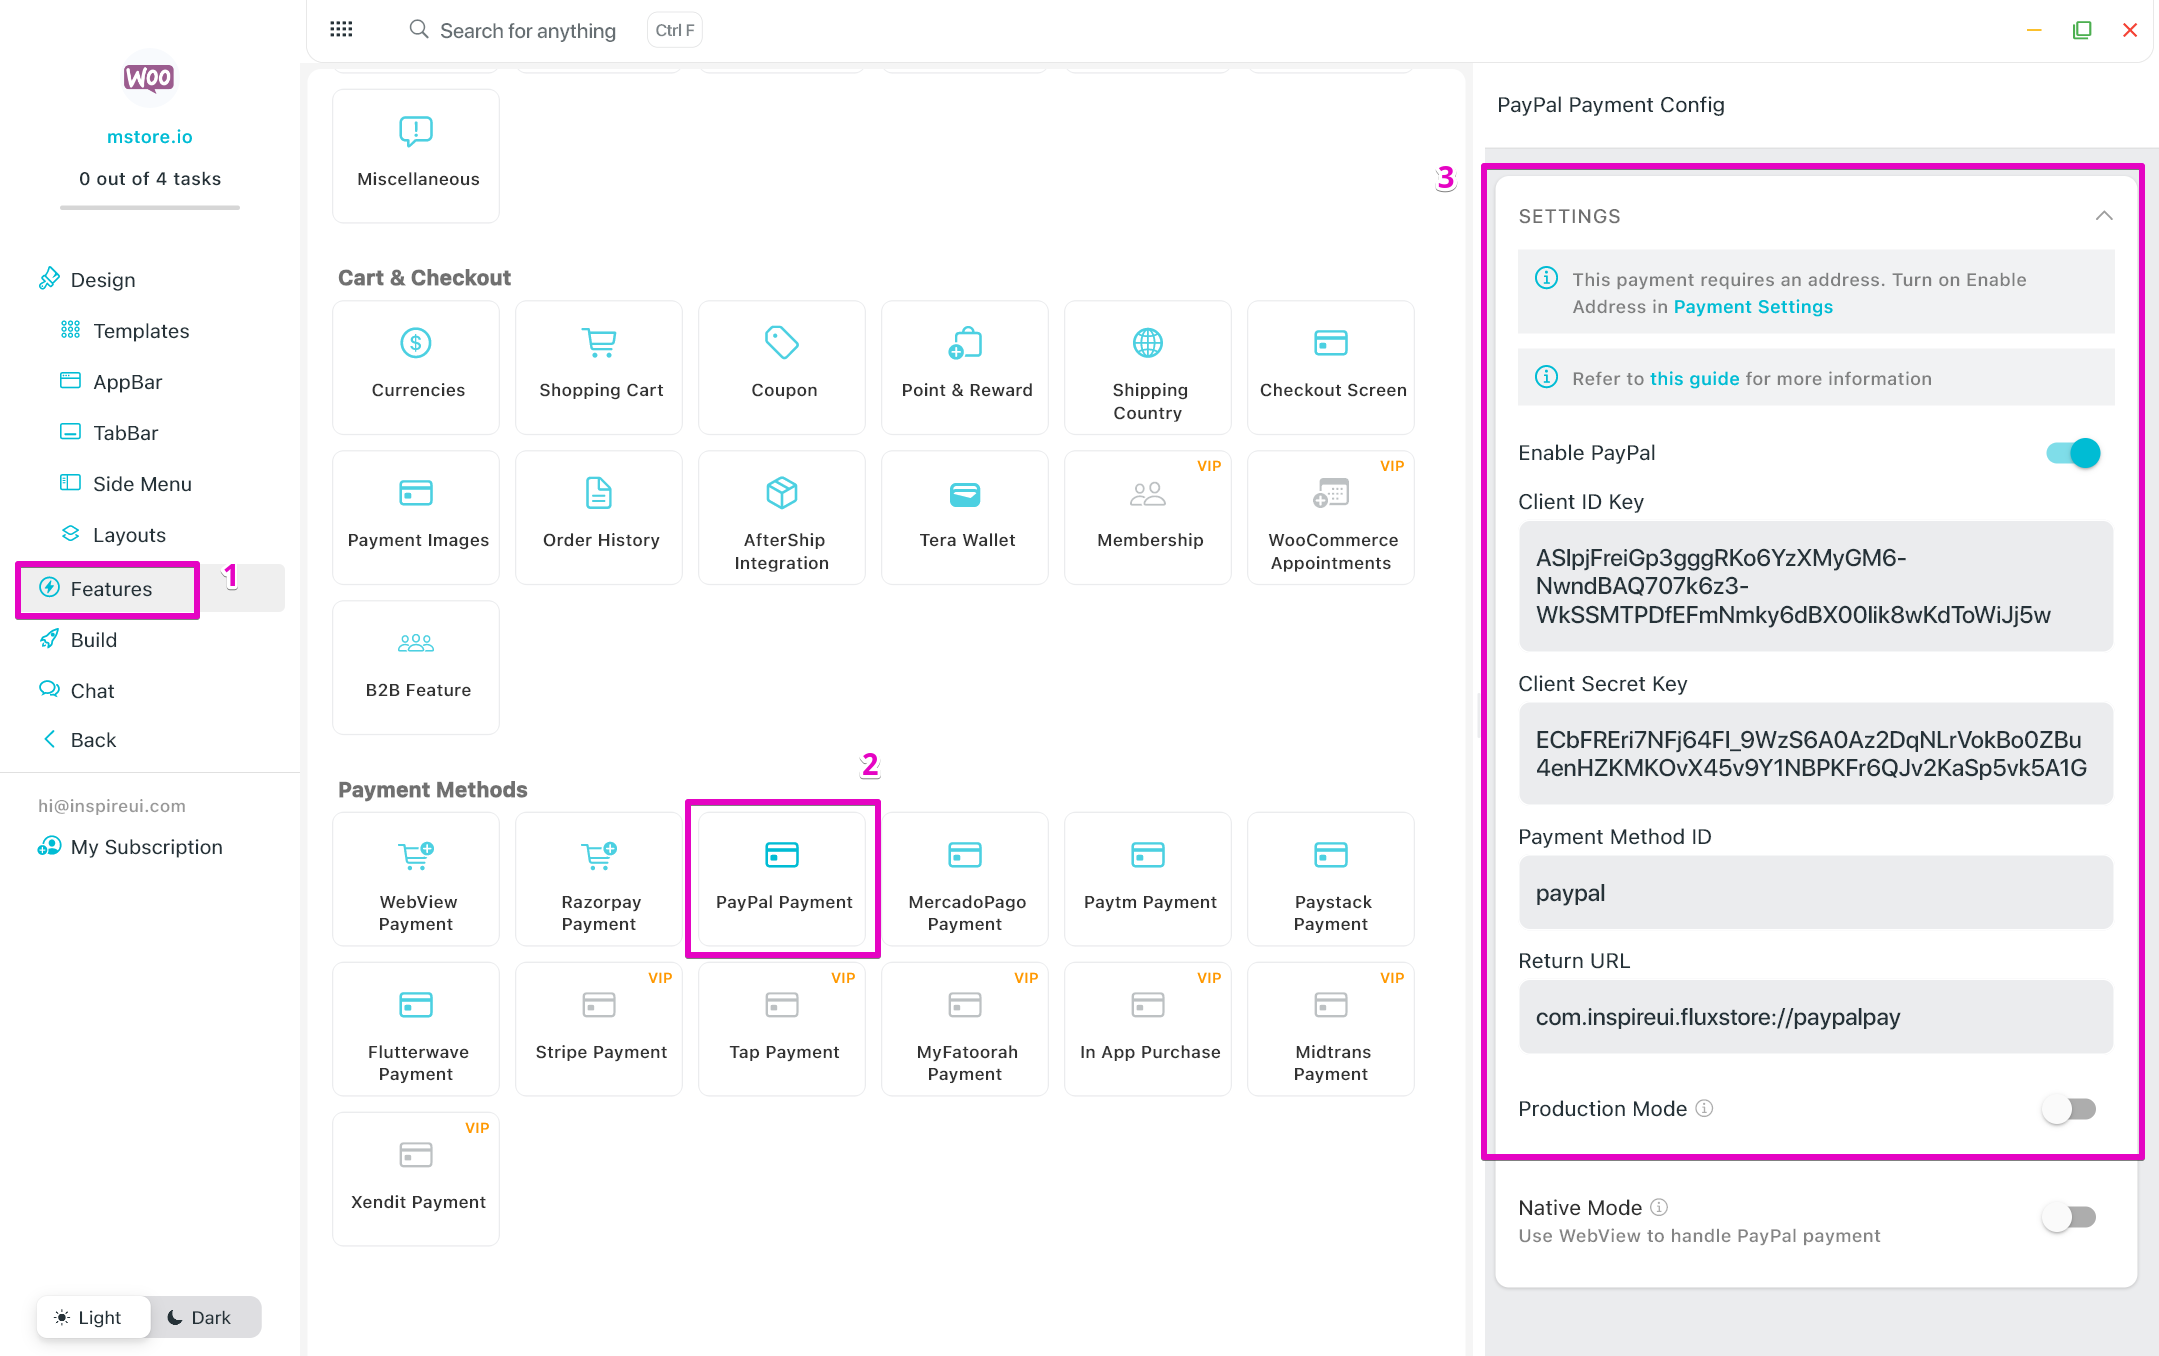 Search for anything
Ctrl F
WOO
mstore.io
0 out of 4 tasks
Design
Templates
AppBar
TabBar
Side Menu
Layouts
Features
1
Build
Chat
Back
hi@inspireui.com
My Subscription
Light
Dark
Miscellaneous
Cart & Checkout
Currencies
Shopping Cart
Coupon
Point & Reward
Shipping
Country
Checkout Screen
Payment Images
Order History
AfterShip
Integration
Tera Wallet
VIP
Membership
VIP
WooCommerce
Appointments
B2B Feature
2
Payment Methods
WebView
Payment
Razorpay
Payment
PayPal Payment
MercadoPago
Payment
Paytm Payment
Paystack
Payment
Flutterwave
Payment
VIP
Stripe Payment
VIP
Tap Payment
VIP
MyFatoorah
Payment
VIP
In App Purchase
VIP
Midtrans
Payment
VIP
Xendit Payment
PayPal Payment Config
3
SETTINGS
This payment requires an address. Turn on Enable
Address in Payment Settings
Refer to this guide for more information
Enable PayPal
Client ID Key
ASlpjFreiGp3gggRKo6YzXMyGM6-
NwndBAQ707k6z3-
WkSSMTPDfEFmNmky6dBX00lik8wKdToWiJj5w
Client Secret Key
ECbFREri7NFj64FI_9WzS6A0Az2DqNLrVokBo0ZBu
4enHZKMKOvX45v9Y1NBPKFr6QJv2KaSp5vk5A1G
Payment Method ID
paypal
Return URL
com.inspireui.fluxstore://paypalpay
Production Mode
Native Mode
Use WebView to handle PayPal payment